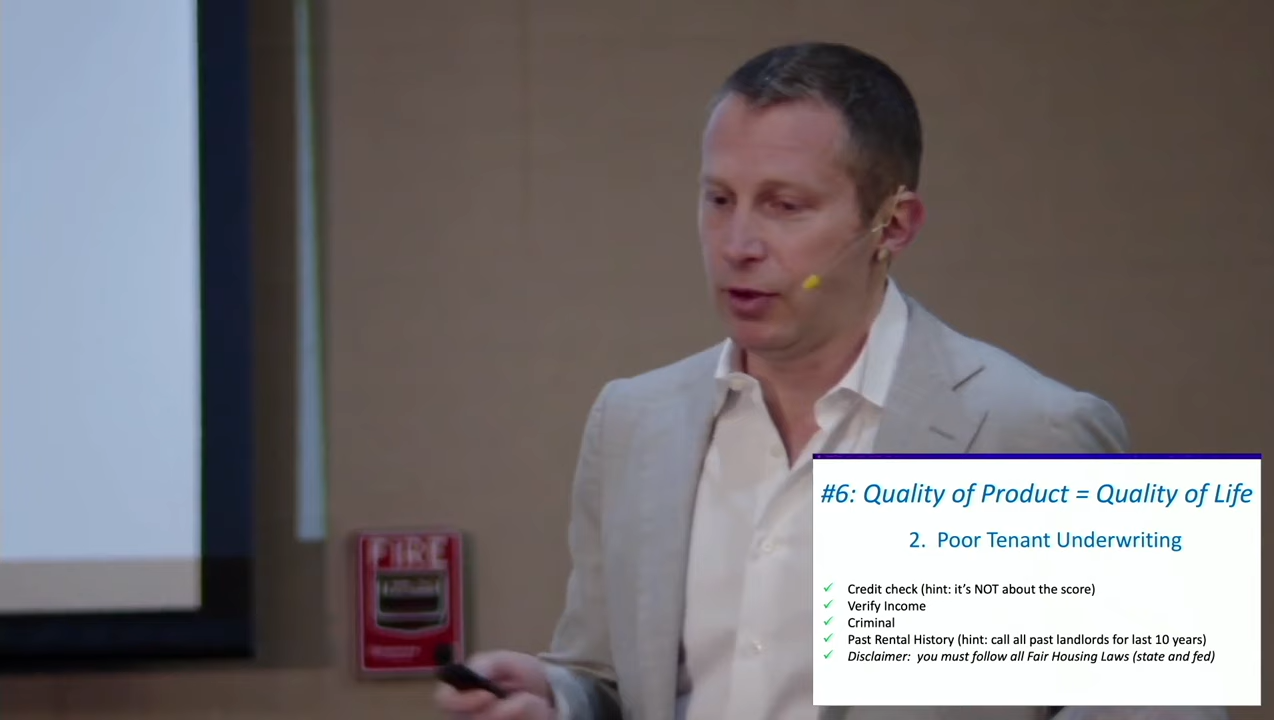 FIRE
#6: Quality of Product = Quality of Life
2. Poor Tenant Underwriting
✓ Credit check (hint: it's NOT about the score)
✓ Verify Income
✓ Criminal
✓ Past Rental History (hint: call all past landlords for last 10 years)
✓ Disclaimer: you must follow all Fair Housing Laws (state and fed)